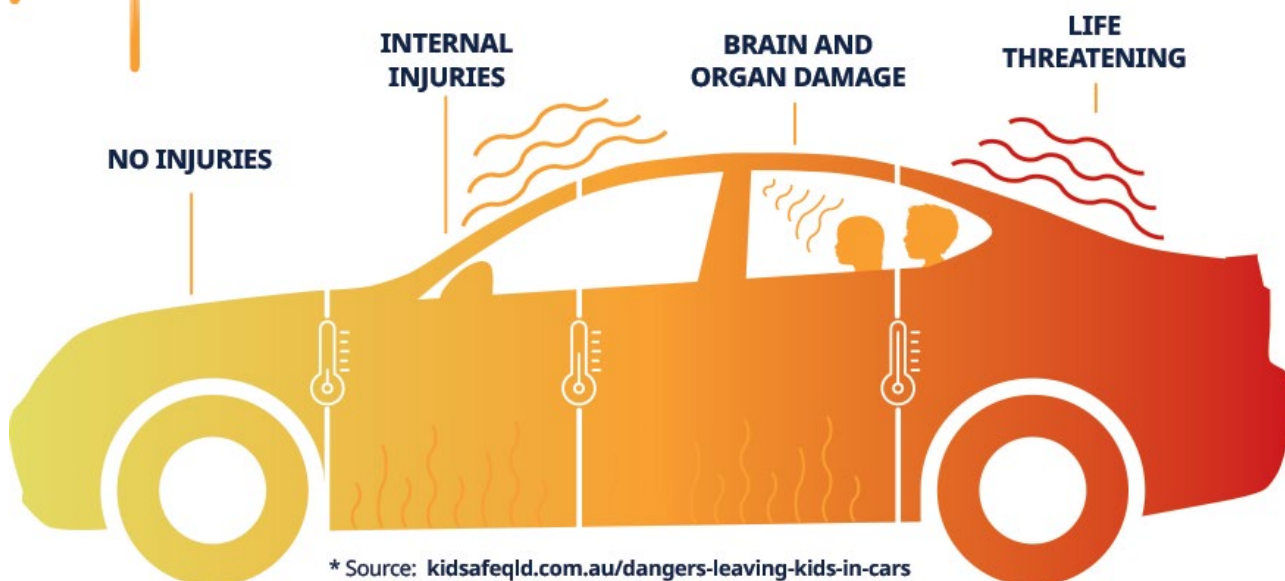 NO INJURIES
INTERNAL
INJURIES
BRAIN AND
ORGAN DAMAGE
LIFE
THREATENING
* Source: kidsafeqld.com.au/dangers-leaving-kids-in-cars